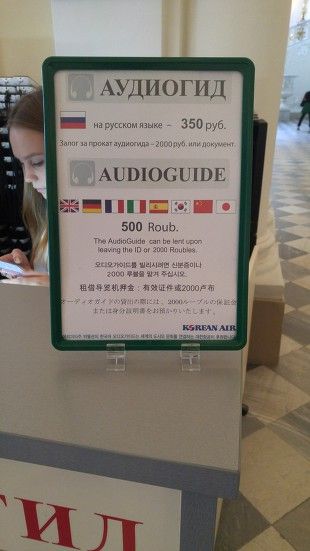 АУДИОГИД
на русском языке – 350 руб.
Залог за прокат аудиогида – 2000 руб. или документ.
AUDIOGUIDE
500 Roub.
The AudioGuide can be lent upon
leaving the ID or 2000 Roubles.
오디오가이드를 빌리시려면 신분증이나
2000 루블을 맡겨 주십시오.
租借导览机押金：有效证件或2000卢布
オーディオガイドの貸出の際には、2000ルーブルの保証金
または身分証明書をお預かりいたします。
KOREAN AIR
ГИД